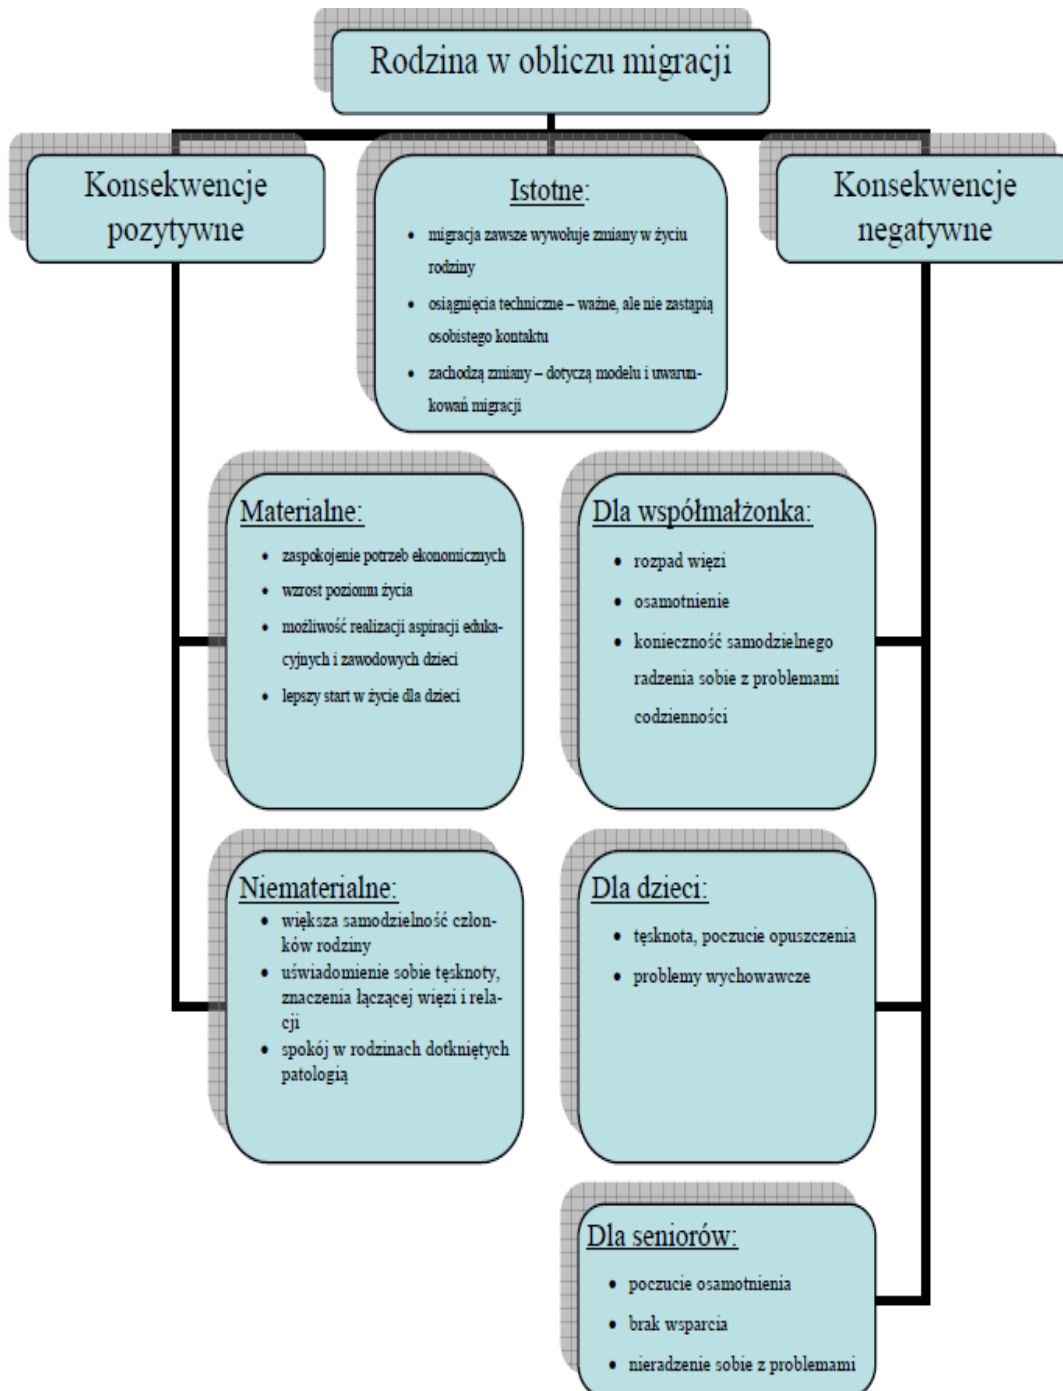 Rodzina w obliczu migracji
Konsekwencje
pozytywne
Istotne:
• migracja zawsze wywołuje zmiany w życiu
rodziny
• osiągnięcia techniczne – ważne, ale nie zastąpią
osobistego kontaktu
• zachodzą zmiany – dotyczą modelu i uwarun-
kowań migracji
Konsekwencje
negatywne
Materialne:
• zaspokojenie potrzeb ekonomicznych
• wzrost poziomu życia
• możliwość realizacji aspiracji eduka-
cyjnych i zawodowych dzieci
• lepszy start w życie dla dzieci
Niematerialne:
• większa samodzielność człon-
ków rodziny
• uświadomienie sobie tęsknoty,
znaczenia łączącej więzi i rela-
cji
• spokój w rodzinach dotkniętych
patologią
Dla współmałżonka:
• rozpad więzi
• osamotnienie
• konieczność samodzielnego
radzenia sobie z problemami
codzienności
Dla dzieci:
• tęsknota, poczucie opuszczenia
• problemy wychowawcze
Dla seniorów:
• poczucie osamotnienia
• brak wsparcia
• nieradzenie sobie z problemami